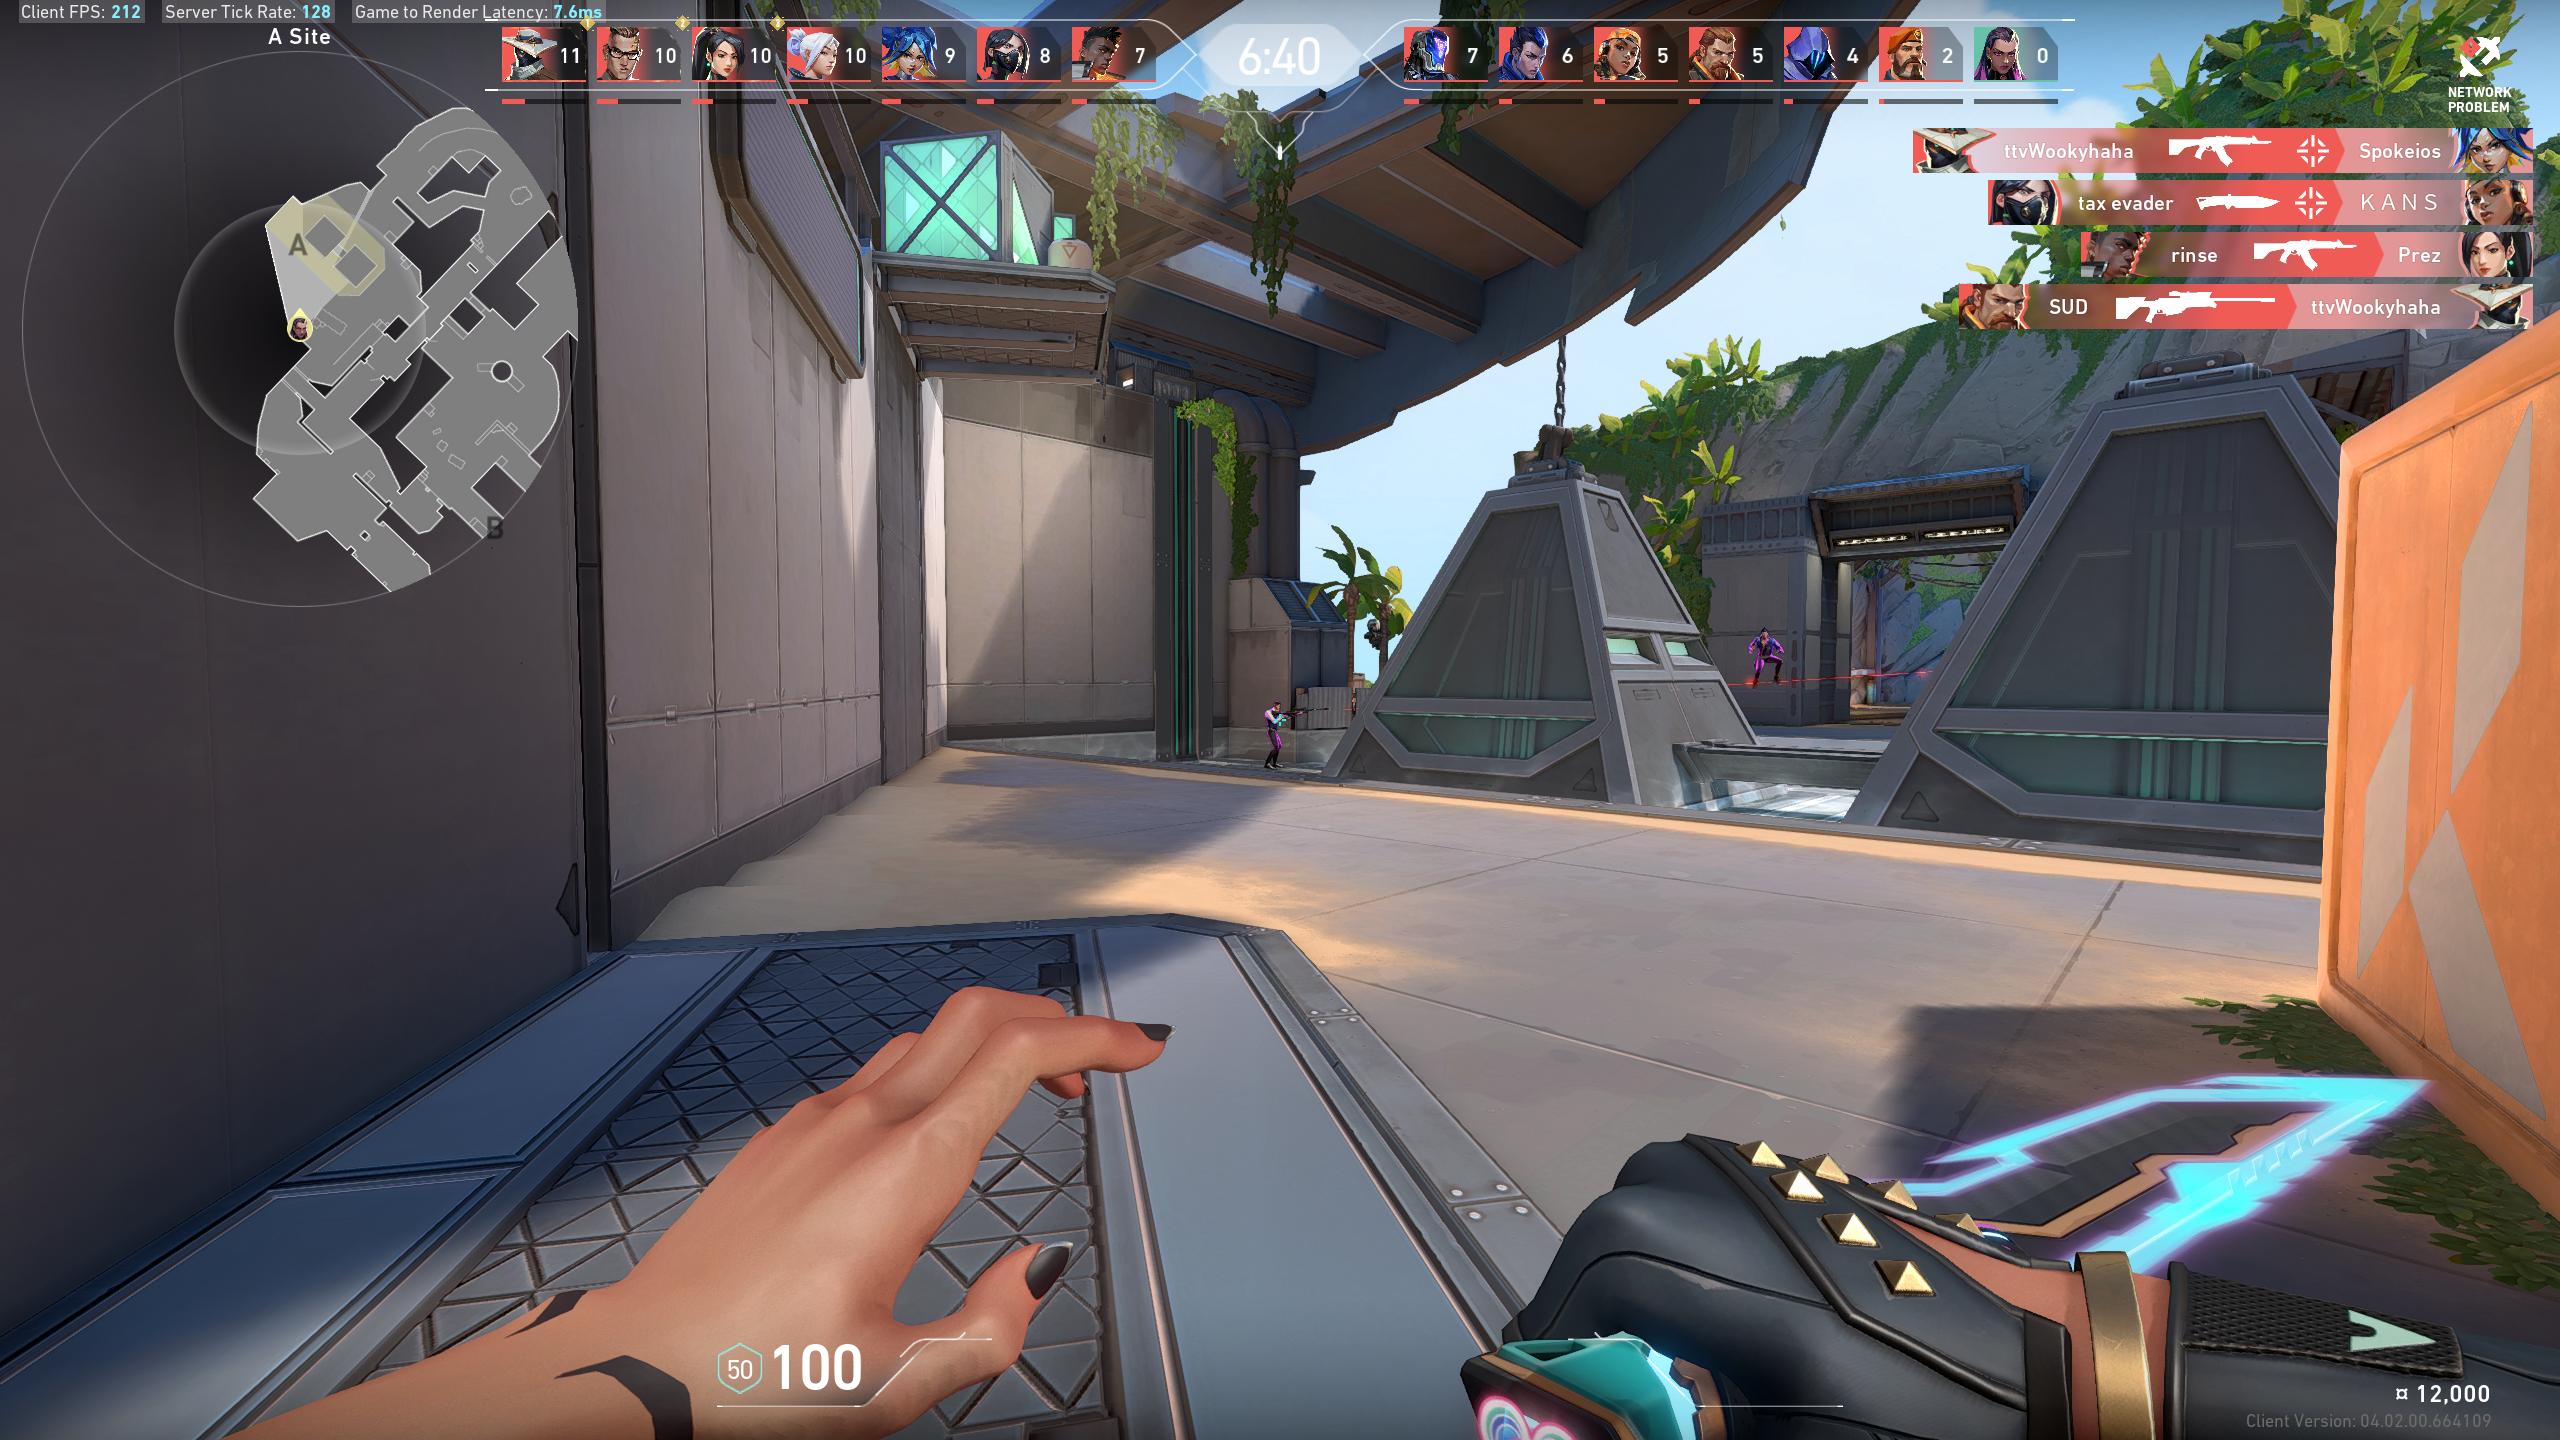 Client FPS: 212 Server Tick Rate: 128 Game to Render Latency: 7.6ms
A Site
11 10 10 10 9 8 7 6:40 7 6 5 5 4 2 0
NETWORK
PROBLEM
ttvWookyhaha Spokeios
tax evader KANS
rinse Prez
SUD ttvWookyhaha
A
B
50 100
¤ 12,000
Client Version: 04.02.00.664109